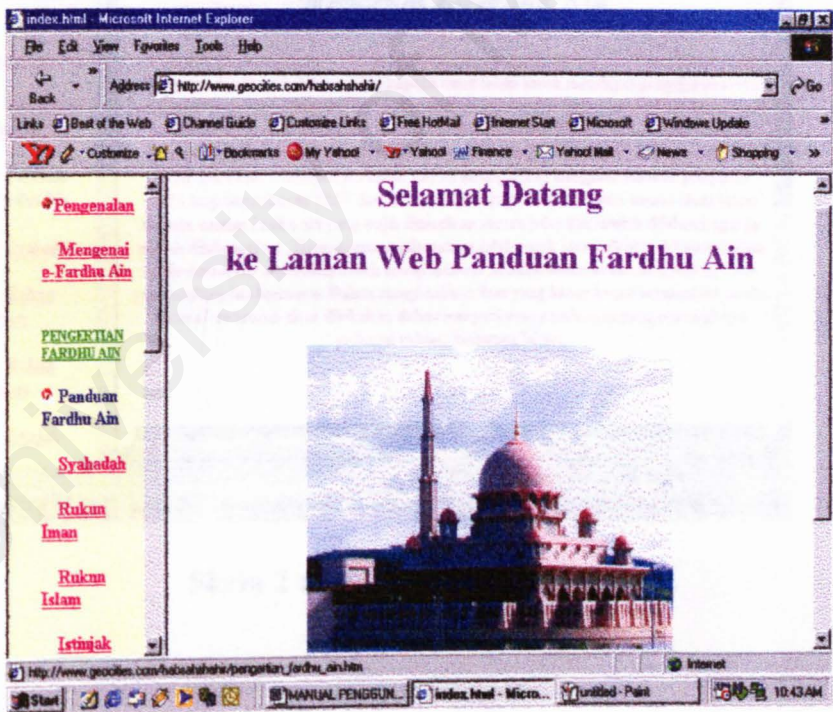 index.html - Microsoft Internet Explorer
File Edit View Favorites Tools Help
Back
Address http://www.geocities.com/habsahshahir/ Go
Links Best of the Web Channel Guide Customize Links Free HotMail Internet Start Microsoft Windows Update
Customize Bookmarks My Yahoo! Yahoo! Finance Yahoo! Mail News Shopping
Pengenalan
Mengenai
e-Fardhu Ain
PENGERTIAN
FARDHU AIN
Panduan
Fardhu Ain
Syahadah
Rukun
Iman
Rukun
Islam
Istinjak
Selamat Datang
ke Laman Web Panduan Fardhu Ain
http://www.geocities.com/habsahshahir/pengertian_fardhu_ain.htm
Internet
Start MANUAL PENGGUN... index.html - Micro... untitled - Paint 10:43 AM